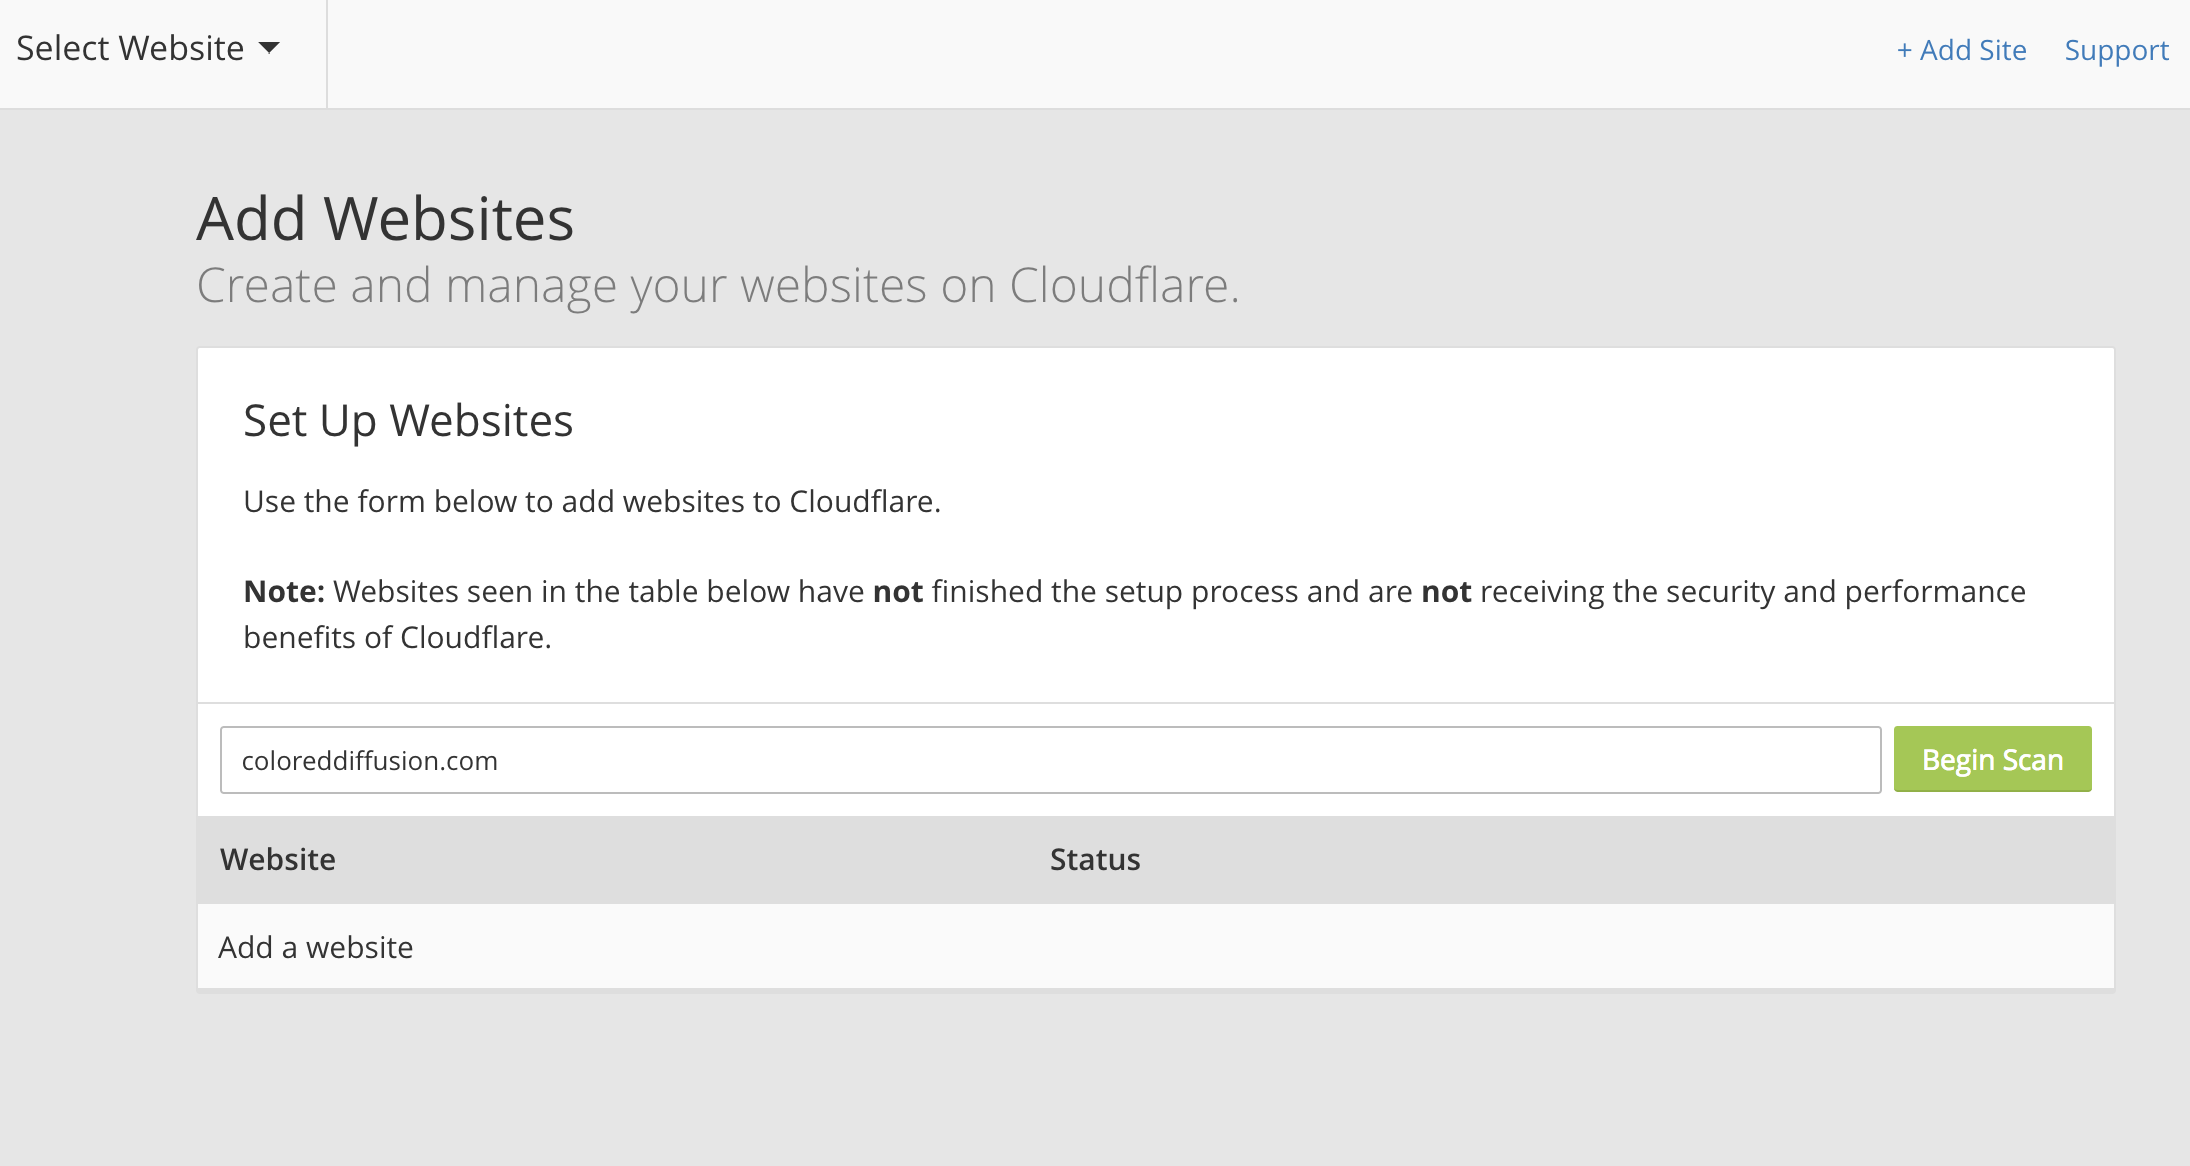 Select Website
+ Add Site
Support
Add Websites
Create and manage your websites on Cloudflare.
Set Up Websites
Use the form below to add websites to Cloudflare.
Note: Websites seen in the table below have not finished the setup process and are not receiving the security and performance
benefits of Cloudflare.
coloreddiffusion.com
Begin Scan
Website
Status
Add a website